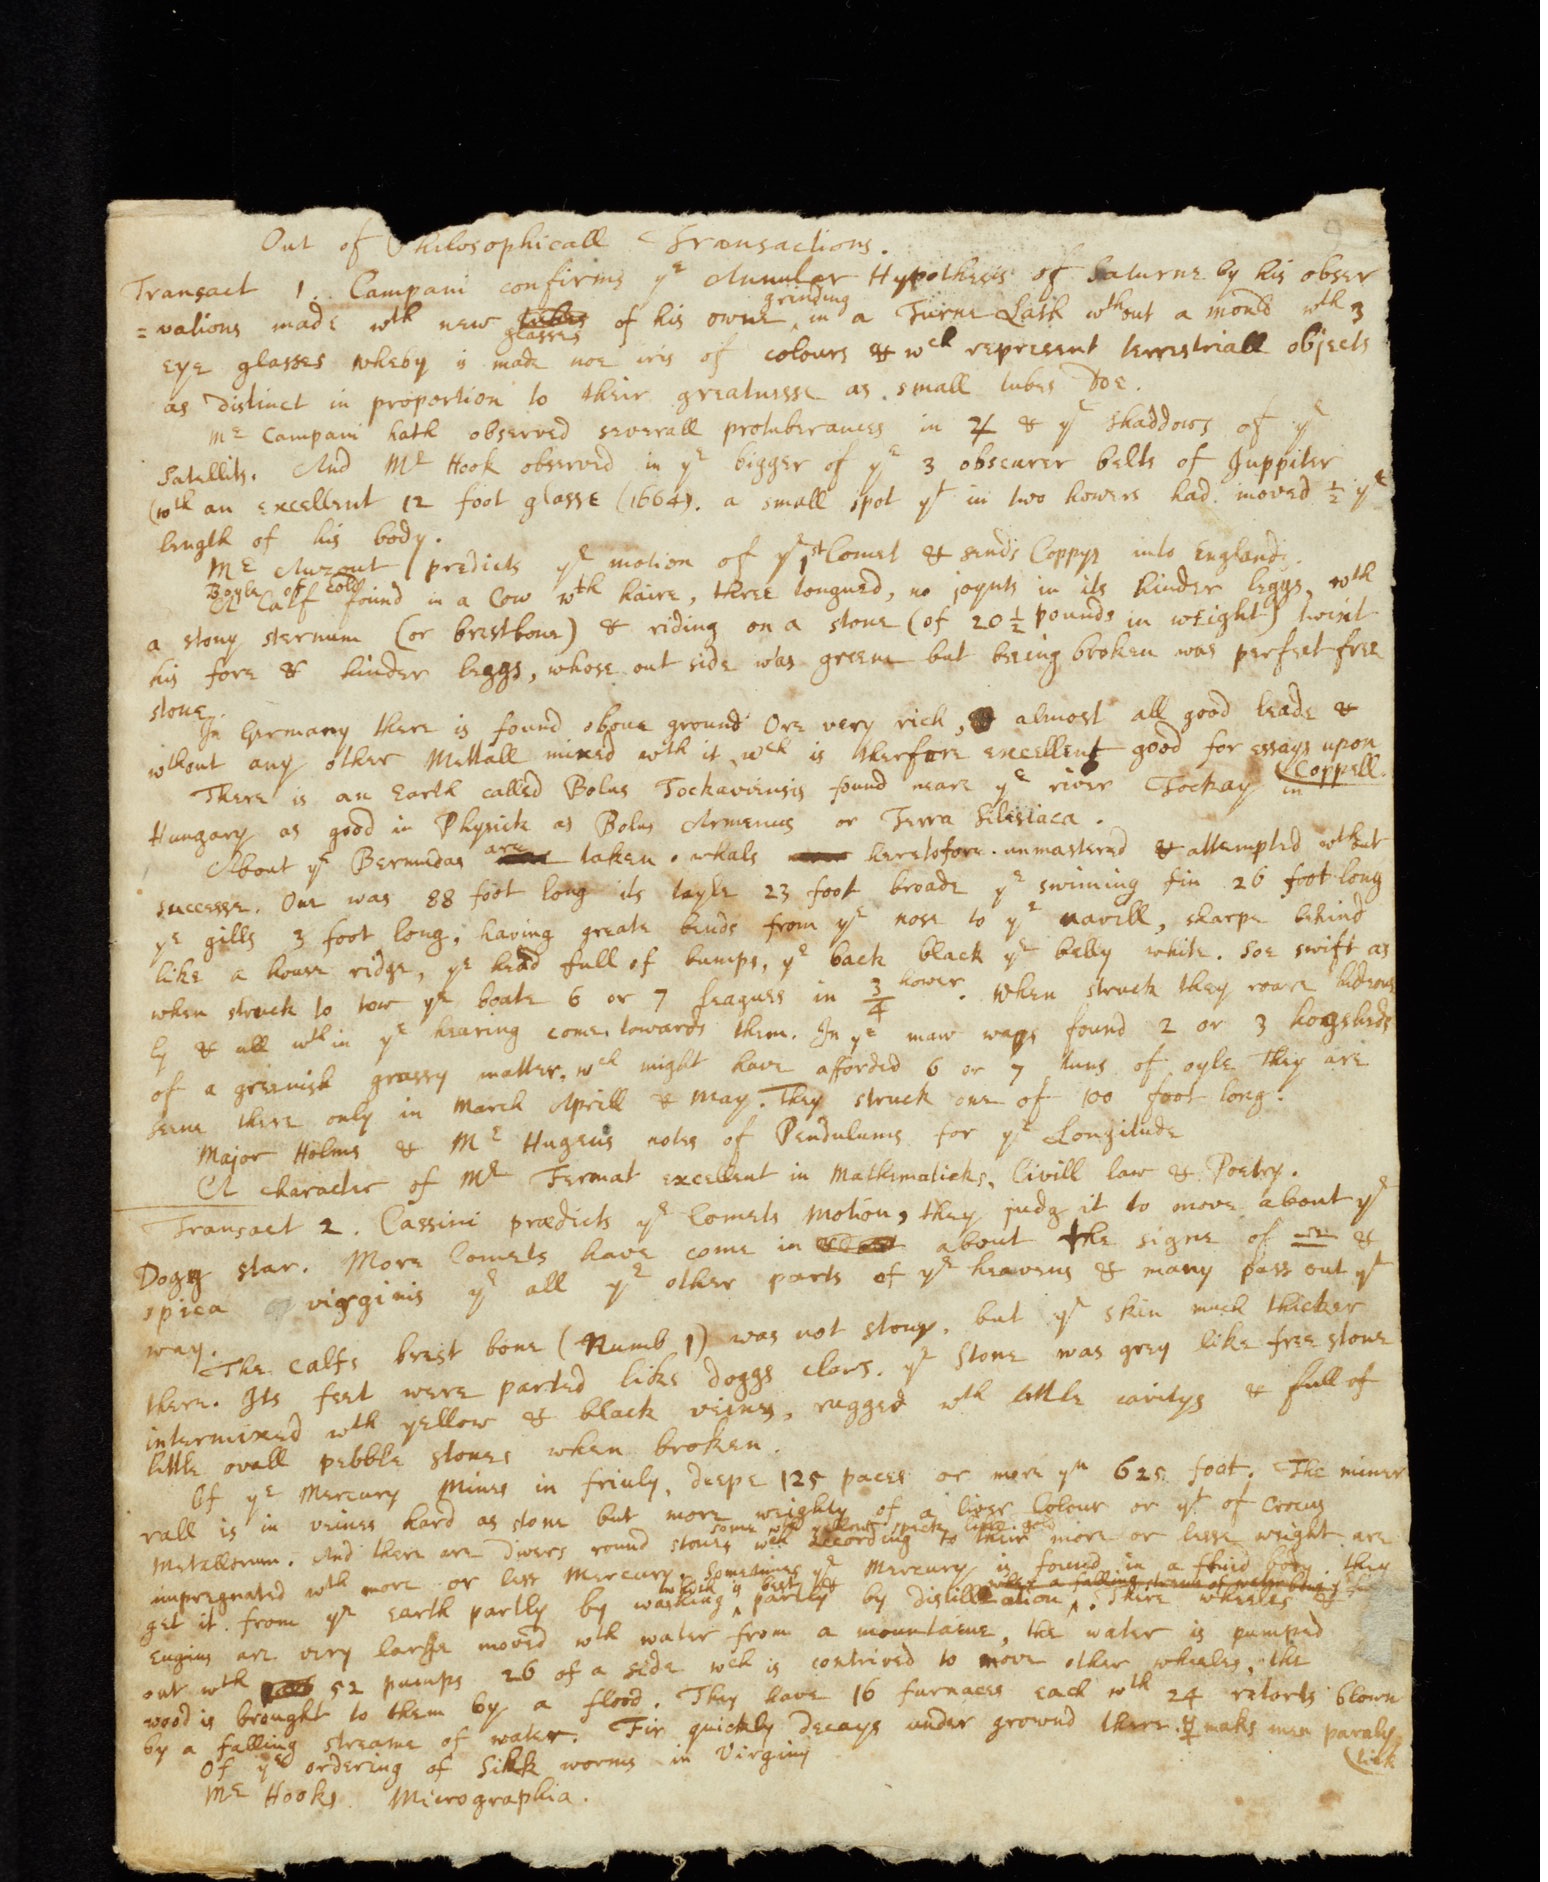 Out of Philosophicall Transactions.
Transact 1. Campani confirms ye Annular Hypothesis of Saturne by his obser
=vations made wth new glasses of his owne grinding in a Turne Lath wthout a mould wth 3
eye glasses wheby is made noe iris of colours & wch represent terrestriall objects
as distinct in proportion to their greatnesse as small tubes doe.
Mr Campani hath observed severall protuberances in ♃ & ye shaddows of ye
Satellits. And Mr Hook observed in ye bigger of ye 3 obscurer belts of Juppiter
(wth an excellent 12 foot glasse (1664). a small spot yt in two howers had moved ½ ye
length of his body.
Mr Auzout predicts ye motion of ye 1st Comet & sends Coppys into England.
Boyle of Cold
A Calf found in a Cow wth haire, three tongued, no joynts in its hinder leggs, wth
a stony sternum (or brestbone) & riding on a stone (of 20½ pounds in weight) twixt
his fore & hinder leggs, whose out side was greene but being broken was perfect free
stone.
In Germany there is found above ground Ore very rich, almost all good leade &
wthout any other Mettall mixed wth it wch is therfore excellent good for essays upon
(Coppell.
There is an Earth called Bolus Tockaviensis found neare ye river Tockay in
Hungary as good in Physick as Bolus Armenus or Terra Silesiaca.
About ye Bermudas are taken whals heretofore unmastered & attempted wthout
successe. One was 88 foot long its tayle 23 foot broade ye swiming fin 26 foot long
ye gills 3 foot long, having greate bends from ye nose to ye navill, sharpe behind
like a house ridge, ye head full of bumps, ye back black ye belly white. Soe swift as
when struck to tow ye boate 6 or 7 leagues in ¾ hower. When struck they roare hideous
ly & all wthin ye hearing come towards them. In ye maw was found 2 or 3 hogsheds
of a greenish grassy matter, wch might have afforded 6 or 7 tuns of oyle They are
seene there only in March Aprill & May. They struck one of 100 foot long.
Major Holms & Mr Hugens notes of Pendulums for ye Longitude
A character of Mr Fermat excellent in Mathematicks, Civill law & Poetry.
Transact 2. Cassini prædicts ye Comets motion, they judg it to move about ye
Dogg star. More Comets have come in about the signe of ♎ &
spica virginis yn all ye other parts of ye heavens & many pass out yt
way.
The Calfs brest bone (Numb 1) was not stony, but ye skin much thicker
there. Its feet were parted like doggs claws. ye Stone was grey like free stone
intermixed wth yellow & black veines, rugged wth little cavitys & full of
little ovall pebble stones when broken.
Of ye Mercury Mines in friuly, deepe 125 paces or more yn 625 foot. The mine
rall is in veines hard as stone but more weighty of a liver Colour or yt of Crocus
Metallorum. And there are divers round stones some wth yellow specks like gold wch according to their more or lesse weight are
impregnated wth more or less Mercury. Sometimes ye Mercury is found in a fluid body they
get it from ye earth partly by washing, which is best, & partly by distillation. There wheeles &
Engins are very large moved wth water from a mountaine, the water is pumped
out wth 52 pumps 26 of a side wch is contrived to move other wheeles, the
wood is brought to them by a flood. They have 16 furnaces each wth 24 retorts blown
by a falling streame of water. Fir quickly decays under ground there. ☿ maks men paraly
(tick
Of ye ordering of Silk worms in Virginy
Mr Hooks Micrographia.